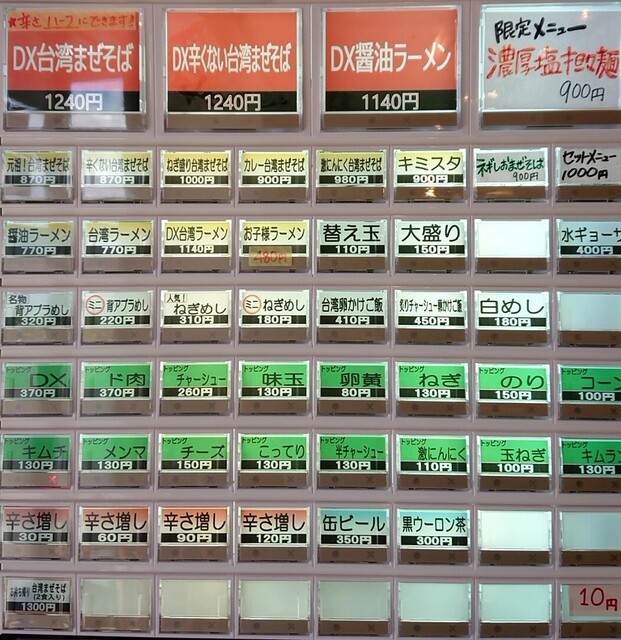 ★辛さハーフにできます!
DX台湾まぜそば
1240円
DX辛くない台湾まぜそば
1240円
DX醤油ラーメン
1140円
限定メニュー
濃厚塩担々麺
900円
元祖!台湾まぜそば
870円
辛くない台湾まぜそば
870円
ねぎ盛り台湾まぜそば
1000円
カレー台湾まぜそば
900円
激にんにく台湾まぜそば
980円
キミスタ
900円
ネギしおまぜそば
900円
セットメニュー
1000円
醤油ラーメン
770円
台湾ラーメン
770円
DX台湾ラーメン
1140円
お子様ラーメン
480円
替え玉
110円
大盛り
150円
水ギョーザ
400円
名物
背アブラめし
320円
ミニ 背アブラめし
220円
人気!
ねぎめし
310円
ミニ ねぎめし
180円
台湾卵かけご飯
410円
炙りチャーシュー卵かけご飯
450円
白めし
180円
トッピング
DX
370円
トッピング
ド肉
370円
トッピング
チャーシュー
260円
トッピング
味玉
130円
トッピング
卵黄
80円
トッピング
ねぎ
130円
トッピング
のり
150円
トッピング
コーン
100円
トッピング
キムチ
130円
トッピング
メンマ
130円
トッピング
チーズ
150円
トッピング
こってり
130円
トッピング
半チャーシュー
130円
トッピング
激にんにく
110円
トッピング
玉ねぎ
100円
トッピング
キムラン
130円
辛さ増し
30円
辛さ増し
60円
辛さ増し
90円
辛さ増し
120円
缶ビール
350円
黒ウーロン茶
300円
お持ち帰り 台湾まぜそば
(2食入り)
1300円
10円